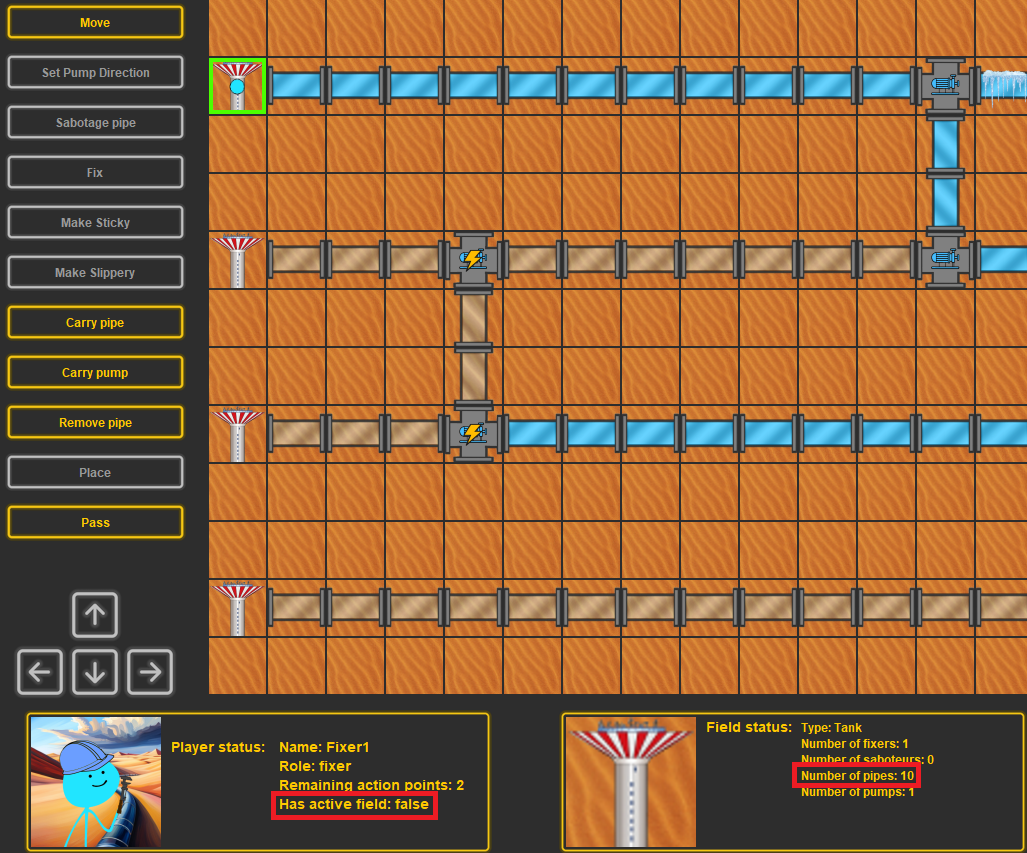 Move
Set Pump Direction
Sabotage pipe
Fix
Make Sticky
Make Slippery
Carry pipe
Carry pump
Remove pipe
Place
Pass
Player status:
Name: Fixer1
Role: fixer
Remaining action points: 2
Has active field: false
Field status:
Type: Tank
Number of fixers: 1
Number of saboteurs: 0
Number of pipes: 10
Number of pumps: 1